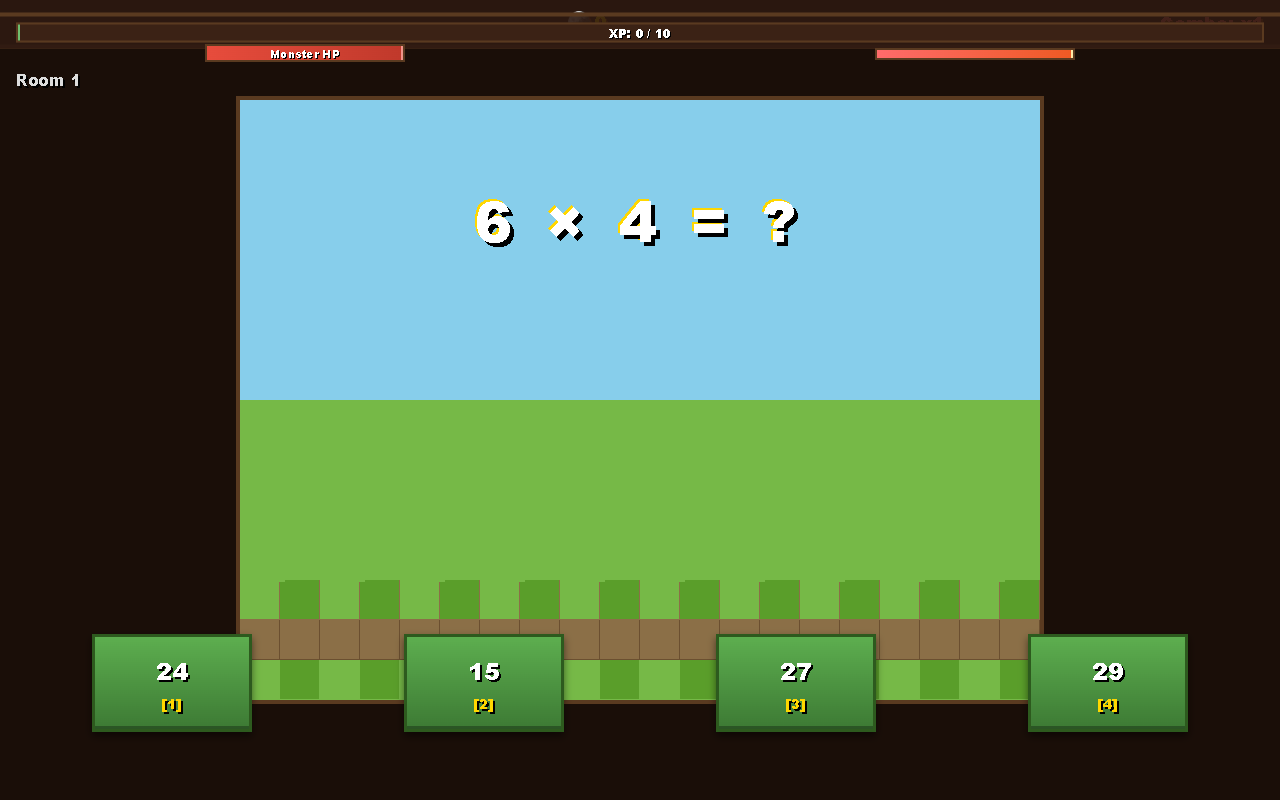 XP: 0 / 10
Monster HP
Room 1
6 × 4 = ?
24
[1]
15
[2]
27
[3]
29
[4]